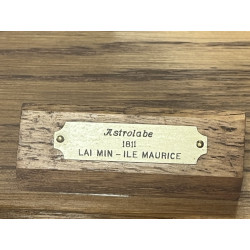 Astrolabe
1811
LAI MIN - ILE MAURICE